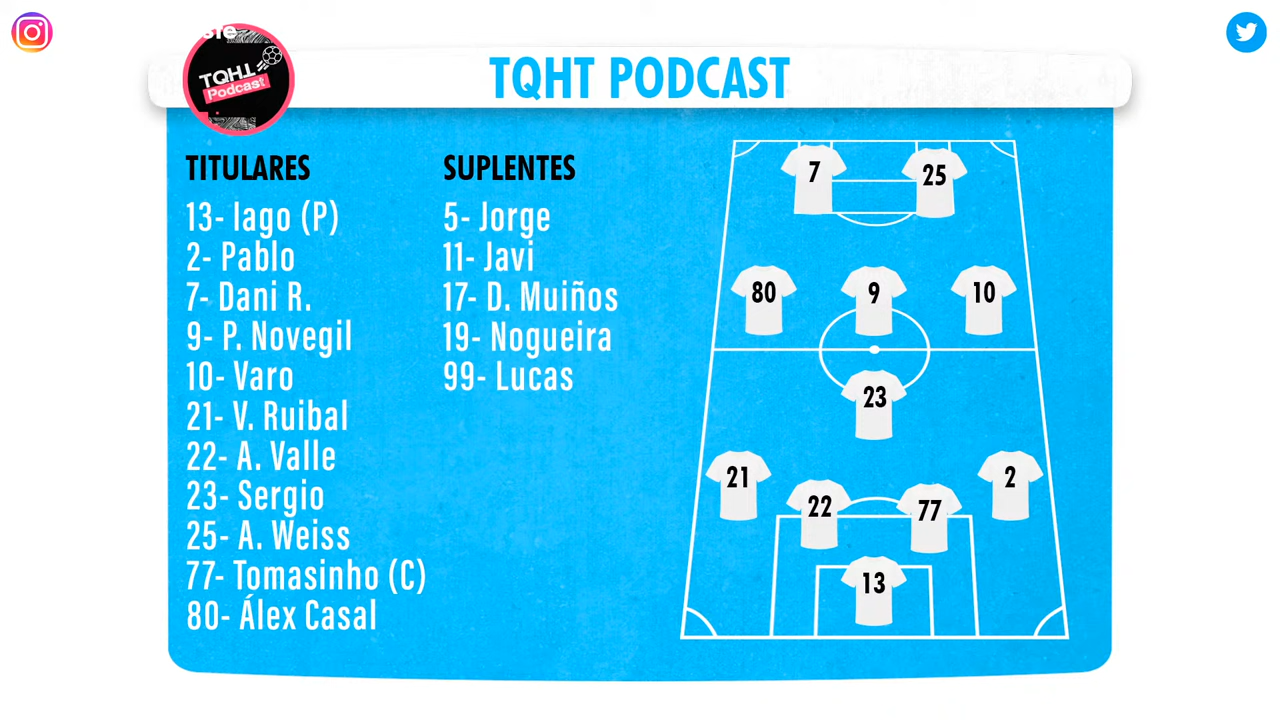 TQHT
Podcast
TQHT PODCAST
TITULARES
13- Iago (P)
2- Pablo
7- Dani R.
9- P. Novegil
10- Varo
21- V. Ruibal
22- A. Valle
23- Sergio
25- A. Weiss
77- Tomasinho (C)
80- Álex Casal
SUPLENTES
5- Jorge
11- Javi
17- D. Muiños
19- Nogueira
99- Lucas
7 25
80 9 10
23
21 22 77 2
13